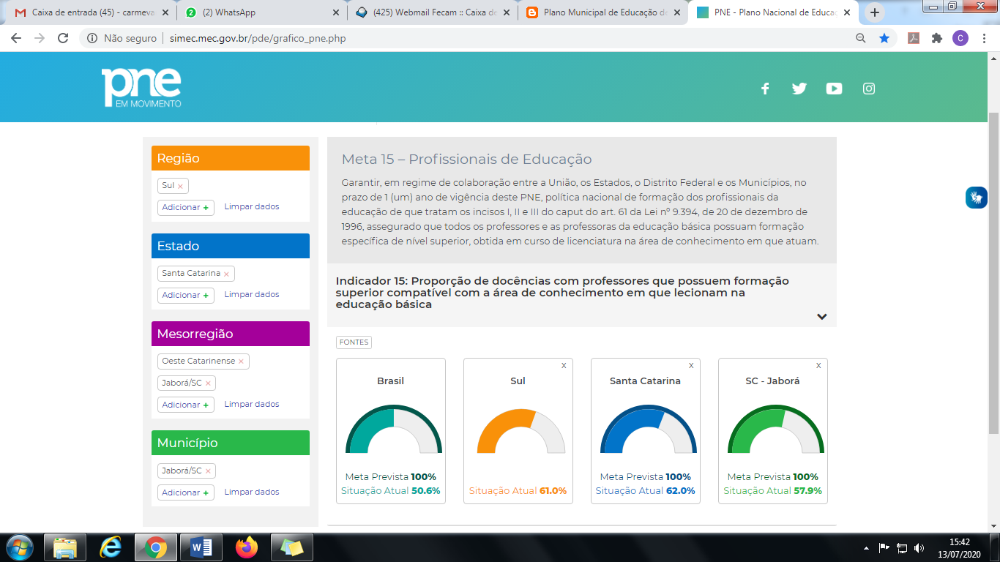 Caixa de entrada (45) - carmeva
(2) WhatsApp
(425) Webmail Fecam :: Caixa de
Plano Municipal de Educação de
PNE - Plano Nacional de Educaç
Não seguro
simec.mec.gov.br/pde/grafico_pne.php
C
pne
EM MOVIMENTO
Região
Sul ×
Adicionar +
Limpar dados
Estado
Santa Catarina ×
Adicionar +
Limpar dados
Mesorregião
Oeste Catarinense ×
Jaborá/SC ×
Adicionar +
Limpar dados
Município
Jaborá/SC ×
Adicionar +
Limpar dados
Meta 15 – Profissionais de Educação
Garantir, em regime de colaboração entre a União, os Estados, o Distrito Federal e os Municípios, no
prazo de 1 (um) ano de vigência deste PNE, política nacional de formação dos profissionais da
educação de que tratam os incisos I, II e III do caput do art. 61 da Lei nº 9.394, de 20 de dezembro de
1996, assegurado que todos os professores e as professoras da educação básica possuam formação
específica de nível superior, obtida em curso de licenciatura na área de conhecimento em que atuam.
Indicador 15: Proporção de docências com professores que possuem formação
superior compatível com a área de conhecimento em que lecionam na
educação básica
FONTES
Brasil
Meta Prevista 100%
Situação Atual 50.6%
X
Sul
Situação Atual 61.0%
X
Santa Catarina
Meta Prevista 100%
Situação Atual 62.0%
X
SC - Jaborá
Meta Prevista 100%
Situação Atual 57.9%
15:42
13/07/2020